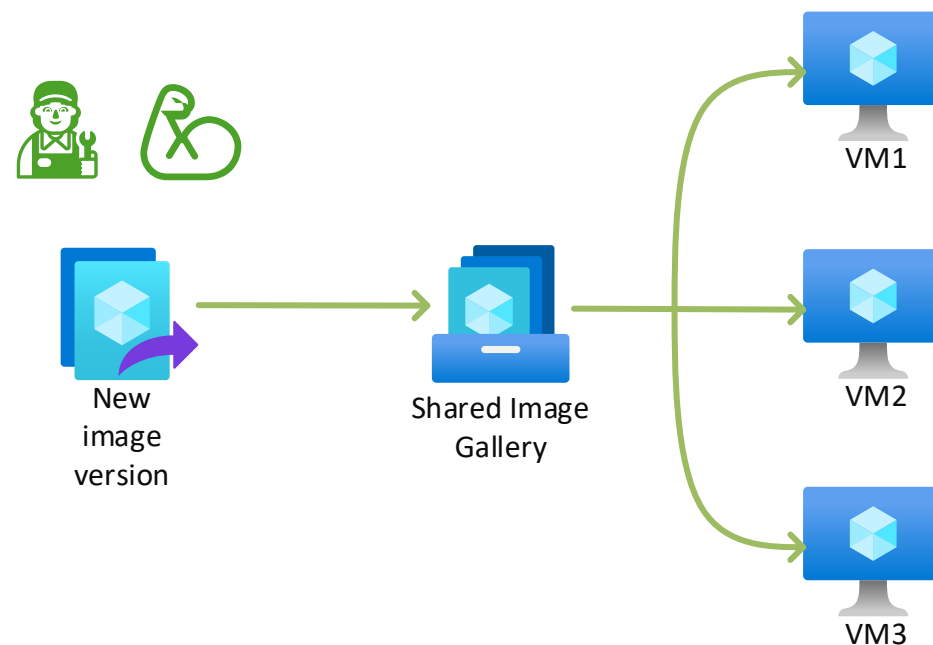 VM1
New
image
version
Shared Image
Gallery
VM2
VM3